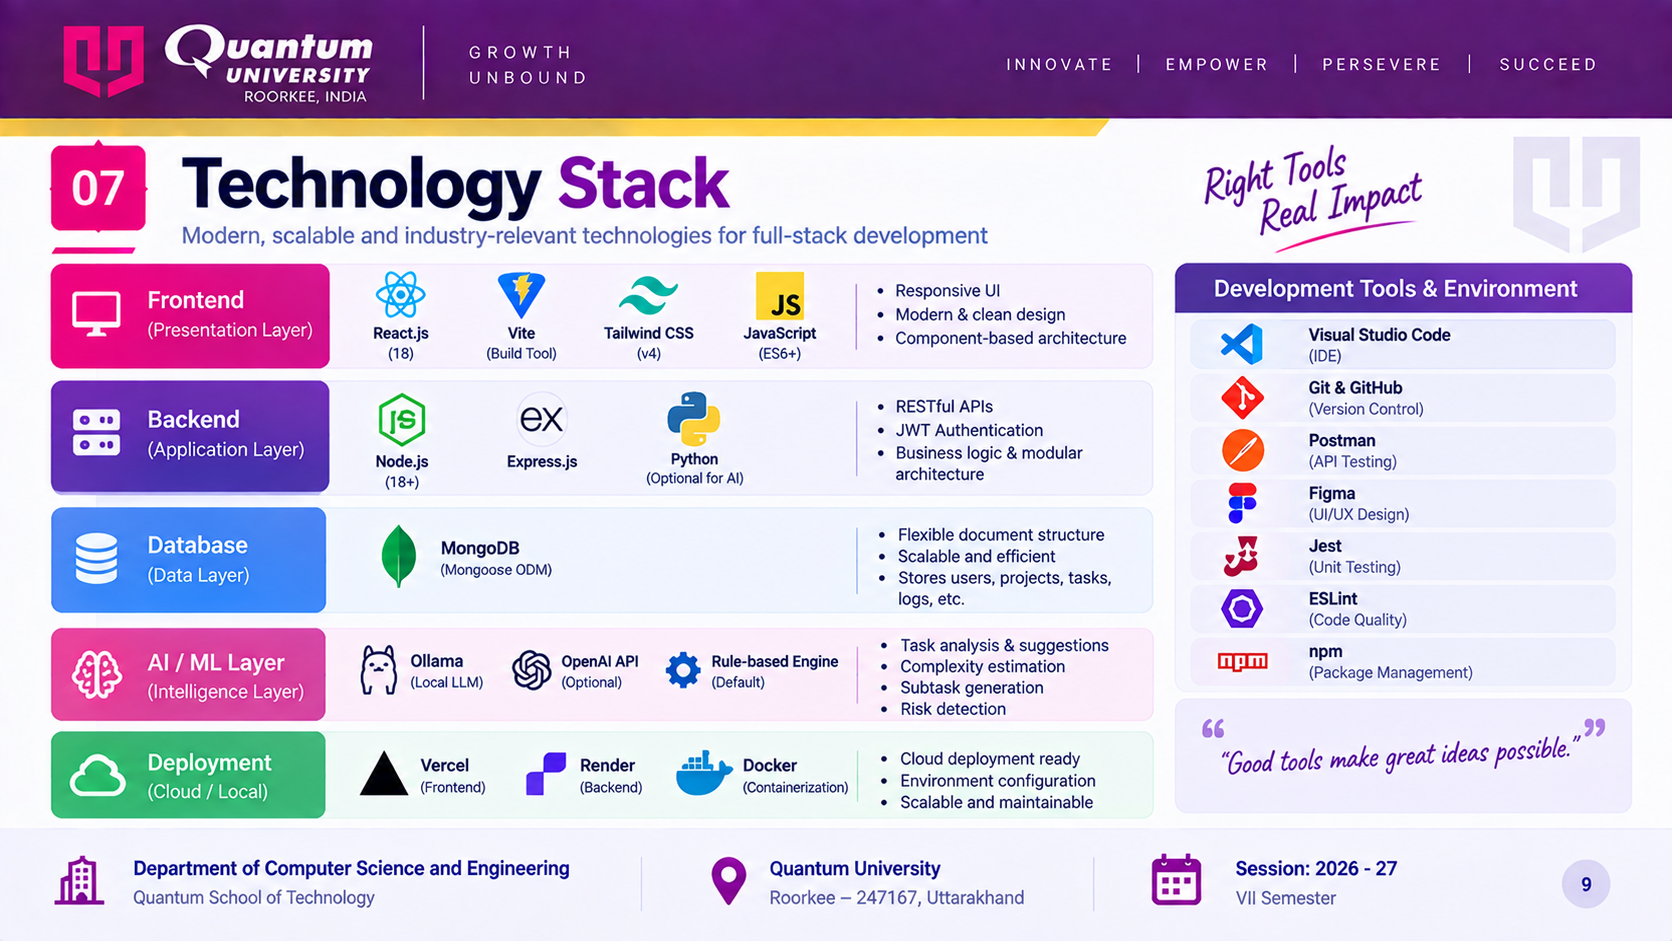 Quantum
UNIVERSITY
ROORKEE, INDIA
GROWTH
UNBOUND
INNOVATE | EMPOWER | PERSEVERE | SUCCEED
07
Technology Stack
Modern, scalable and industry-relevant technologies for full-stack development
Right Tools
Real Impact
Frontend
(Presentation Layer)
React.js
(18)
Vite
(Build Tool)
Tailwind CSS
(v4)
JS
JavaScript
(ES6+)
• Responsive UI
• Modern & clean design
• Component-based architecture
Backend
(Application Layer)
JS
Node.js
(18+)
ex
Express.js
Python
(Optional for AI)
• RESTful APIs
• JWT Authentication
• Business logic & modular
architecture
Database
(Data Layer)
MongoDB
(Mongoose ODM)
• Flexible document structure
• Scalable and efficient
• Stores users, projects, tasks,
logs, etc.
AI / ML Layer
(Intelligence Layer)
Ollama
(Local LLM)
OpenAI API
(Optional)
Rule-based Engine
(Default)
• Task analysis & suggestions
• Complexity estimation
• Subtask generation
• Risk detection
Deployment
(Cloud / Local)
Vercel
(Frontend)
Render
(Backend)
Docker
(Containerization)
• Cloud deployment ready
• Environment configuration
• Scalable and maintainable
Development Tools & Environment
Visual Studio Code
(IDE)
Git & GitHub
(Version Control)
Postman
(API Testing)
Figma
(UI/UX Design)
Jest
(Unit Testing)
ESLint
(Code Quality)
npm
npm
(Package Management)
“ ”
“Good tools make great ideas possible.”
Department of Computer Science and Engineering
Quantum School of Technology
Quantum University
Roorkee – 247167, Uttarakhand
Session: 2026 - 27
VII Semester
9